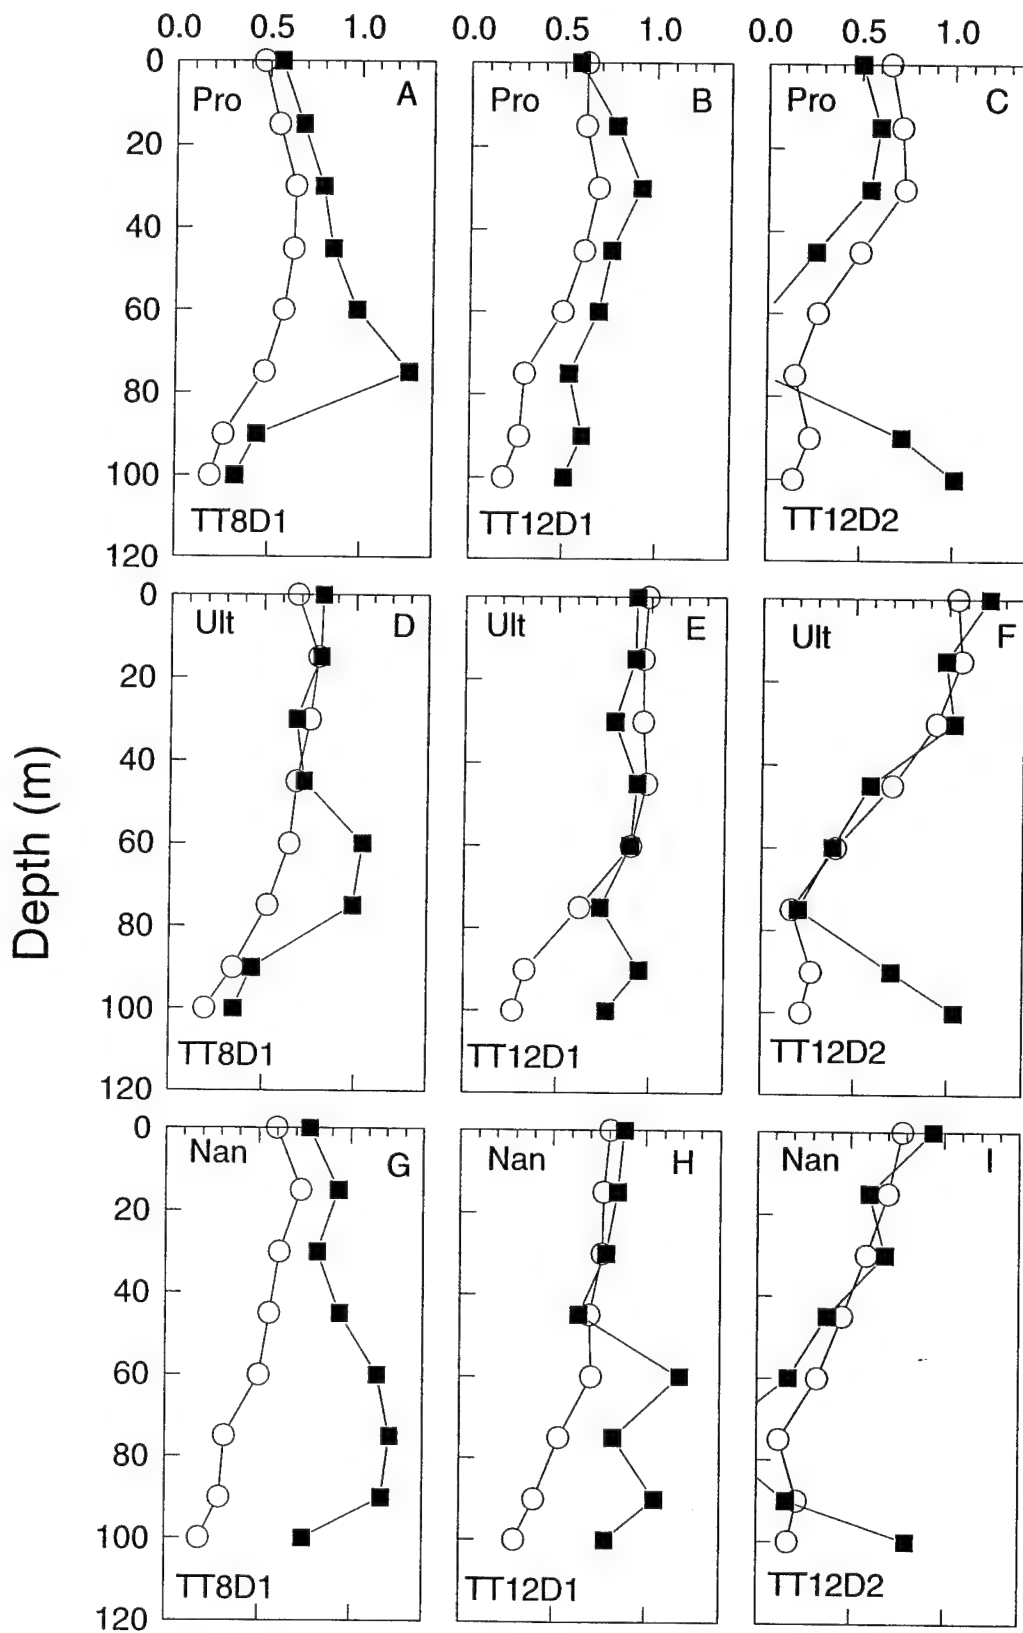 0.0 0.5 1.0 0.0 0.5 1.0 0.0 0.5 1.0
0
20
40
60
80
100
120
Pro A
TT8D1
Pro B
TT12D1
Pro C
TT12D2
Depth (m)
0
20
40
60
80
100
120
Ult D
TT8D1
Ult E
TT12D1
Ult F
TT12D2
0
20
40
60
80
100
120
Nan G
TT8D1
Nan H
TT12D1
Nan I
TT12D2